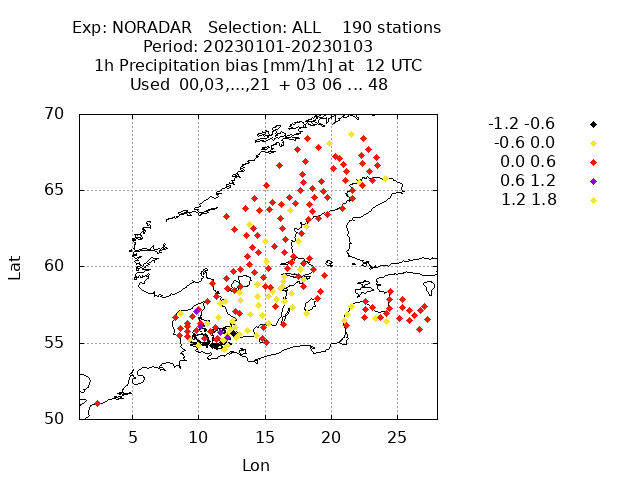 Exp: NORADAR   Selection: ALL    190 stations
Period: 20230101-20230103
1h Precipitation bias [mm/1h] at  12 UTC
Used  00,03,...,21  + 03 06 ... 48
70
65
60
55
50
Lat
5 10 15 20 25
Lon
-1.2 -0.6
-0.6 0.0
0.0 0.6
0.6 1.2
1.2 1.8